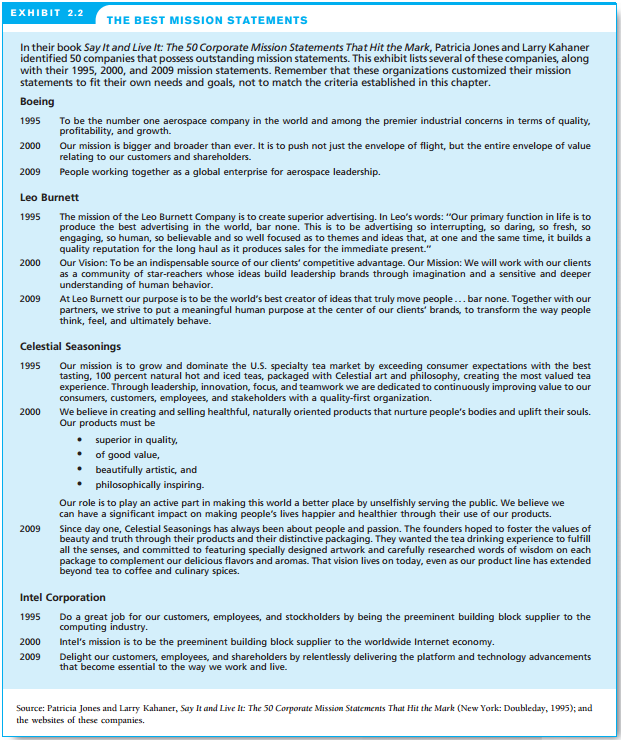 EXHIBIT 2.2
THE BEST MISSION STATEMENTS
In their book Say It and Live It: The 50 Corporate Mission Statements That Hit the Mark, Patricia Jones and Larry Kahaner
identified 50 companies that possess outstanding mission statements. This exhibit lists several of these companies, along
with their 1995, 2000, and 2009 mission statements. Remember that these organizations customized their mission
statements to fit their own needs and goals, not to match the criteria established in this chapter.
Boeing
1995 To be the number one aerospace company in the world and among the premier industrial concerns in terms of quality,
profitability, and growth.
2000 Our mission is bigger and broader than ever. It is to push not just the envelope of flight, but the entire envelope of value
relating to our customers and shareholders.
2009 People working together as a global enterprise for aerospace leadership.
Leo Burnett
1995 The mission of the Leo Burnett Company is to create superior advertising. In Leo's words: "Our primary function in life is to
produce the best advertising in the world, bar none. This is to be advertising so interrupting, so daring, so fresh, so
engaging, so human, so believable and so well focused as to themes and ideas that, at one and the same time, it builds a
quality reputation for the long haul as it produces sales for the immediate present."
2000 Our Vision: To be an indispensable source of our clients' competitive advantage. Our Mission: We will work with our clients
as a community of star-reachers whose ideas build leadership brands through imagination and a sensitive and deeper
understanding of human behavior.
2009 At Leo Burnett our purpose is to be the world's best creator of ideas that truly move people . . . bar none. Together with our
partners, we strive to put a meaningful human purpose at the center of our clients' brands, to transform the way people
think, feel, and ultimately behave.
Celestial Seasonings
1995 Our mission is to grow and dominate the U.S. specialty tea market by exceeding consumer expectations with the best
tasting, 100 percent natural hot and iced teas, packaged with Celestial art and philosophy, creating the most valued tea
experience. Through leadership, innovation, focus, and teamwork we are dedicated to continuously improving value to our
consumers, customers, employees, and stakeholders with a quality-first organization.
2000 We believe in creating and selling healthful, naturally oriented products that nurture people's bodies and uplift their souls.
Our products must be
• superior in quality,
• of good value,
• beautifully artistic, and
• philosophically inspiring.
Our role is to play an active part in making this world a better place by unselfishly serving the public. We believe we
can have a significant impact on making people's lives happier and healthier through their use of our products.
2009 Since day one, Celestial Seasonings has always been about people and passion. The founders hoped to foster the values of
beauty and truth through their products and their distinctive packaging. They wanted the tea drinking experience to fulfill
all the senses, and committed to featuring specially designed artwork and carefully researched words of wisdom on each
package to complement our delicious flavors and aromas. That vision lives on today, even as our product line has extended
beyond tea to coffee and culinary spices.
Intel Corporation
1995 Do a great job for our customers, employees, and stockholders by being the preeminent building block supplier to the
computing industry.
2000 Intel's mission is to be the preeminent building block supplier to the worldwide Internet economy.
2009 Delight our customers, employees, and shareholders by relentlessly delivering the platform and technology advancements
that become essential to the way we work and live.
Source: Patricia Jones and Larry Kahaner, Say It and Live It: The 50 Corporate Mission Statements That Hit the Mark (New York: Doubleday, 1995); and
the websites of these companies.